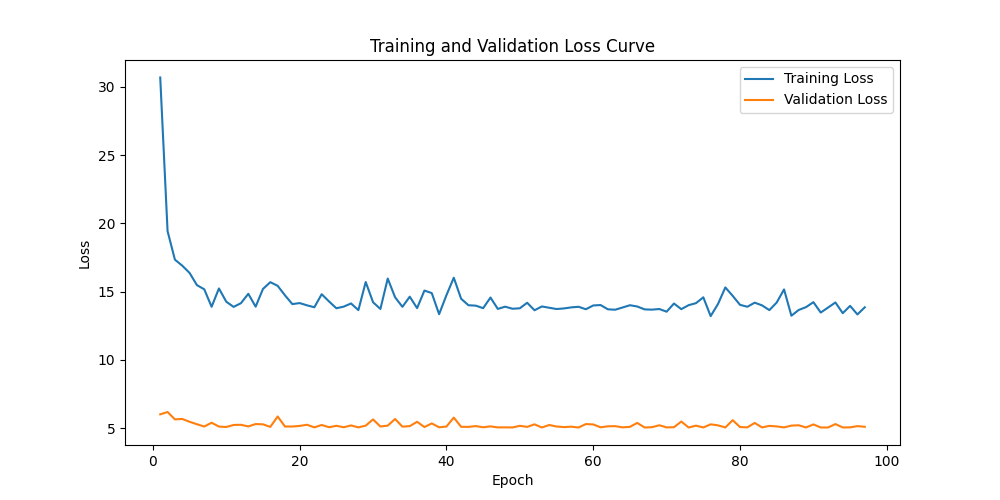 Training and Validation Loss Curve
Training Loss
Validation Loss
Loss
30
25
20
15
10
5
0 20 40 60 80 100
Epoch